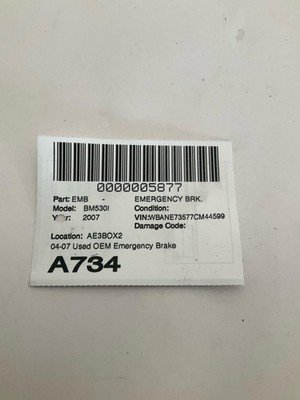 0000005877
Part: EMB - EMERGENCY BRK.
Model: BM530I Condition:
Year: 2007 VIN:WBANE73577CM44599
Damage Code:
Location: AE3BOX2
04-07 Used OEM Emergency Brake
A734